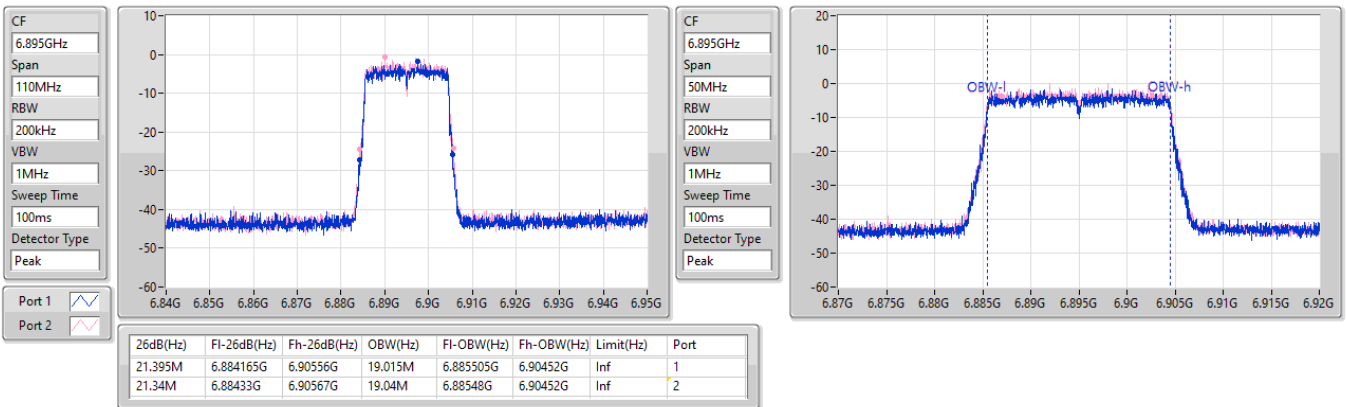 CF
6.895GHz
Span
110MHz
RBW
200kHz
VBW
1MHz
Sweep Time
100ms
Detector Type
Peak
Port 1
Port 2
10
0
-10
-20
-30
-40
-50
-60
6.84G 6.85G 6.86G 6.87G 6.88G 6.89G 6.9G 6.91G 6.92G 6.93G 6.94G 6.95G
CF
6.895GHz
Span
50MHz
RBW
200kHz
VBW
1MHz
Sweep Time
100ms
Detector Type
Peak
20
10
0
-10
-20
-30
-40
-50
-60
OBW-l OBW-h
6.87G 6.875G 6.88G 6.885G 6.89G 6.895G 6.9G 6.905G 6.91G 6.915G 6.92G
26dB(Hz) Fl-26dB(Hz) Fh-26dB(Hz) OBW(Hz) Fl-OBW(Hz) Fh-OBW(Hz) Limit(Hz) Port
21.395M 6.884165G 6.90556G 19.015M 6.885505G 6.90452G Inf 1
21.34M 6.88433G 6.90567G 19.04M 6.88548G 6.90452G Inf 2